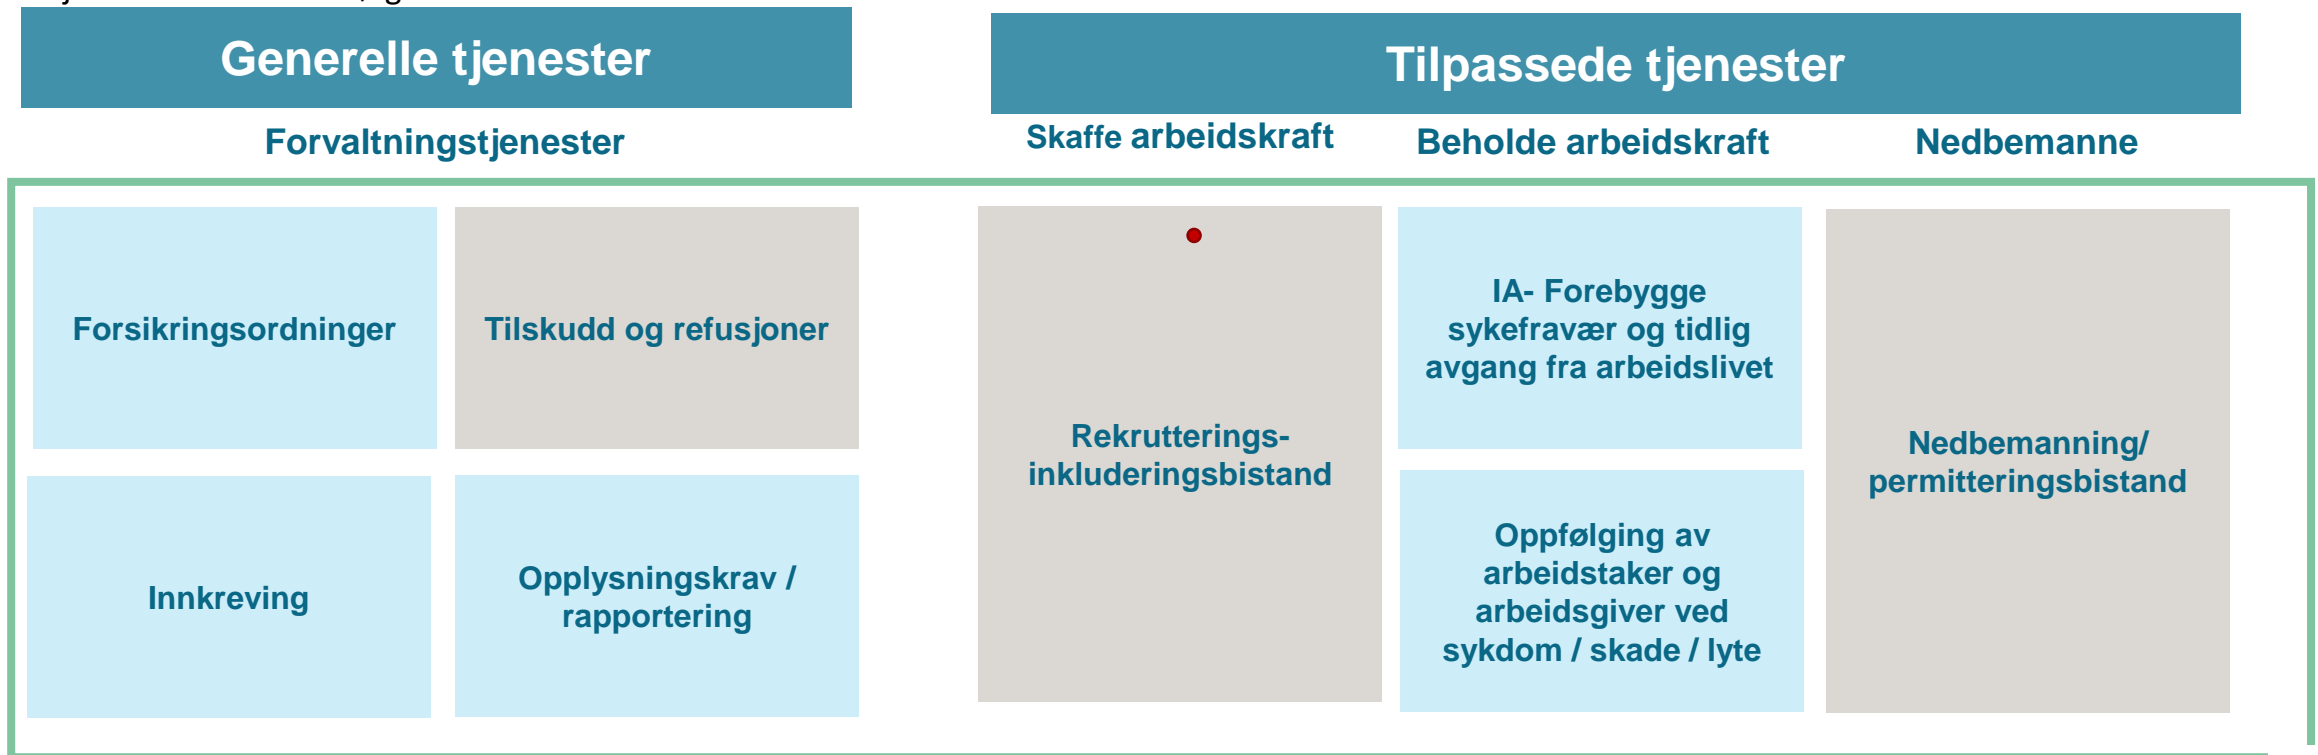 Generelle tjenester
Tilpassede tjenester
Forvaltningstjenester
Skaffe arbeidskraft
Beholde arbeidskraft
Nedbemanne
Forsikringsordninger
Tilskudd og refusjoner
Innkreving
Opplysningskrav /
rapportering
Rekrutterings-
inkluderingsbistand
IA- Forebygge
sykefravær og tidlig
avgang fra arbeidslivet
Oppfølging av
arbeidstaker og
arbeidsgiver ved
sykdom / skade / lyte
Nedbemanning/
permitteringsbistand